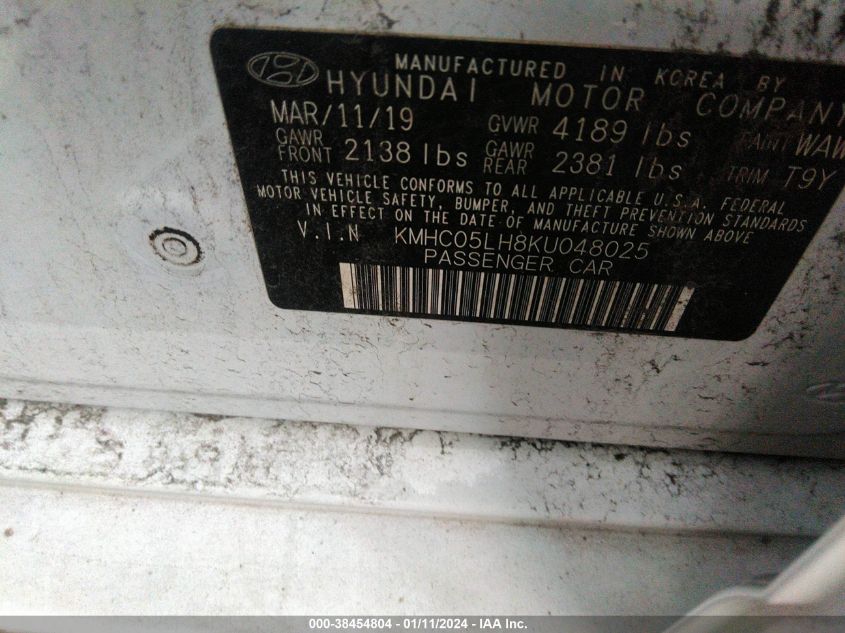 MANUFACTURED IN KOREA BY
HYUNDAI MOTOR COMPANY
MAR/11/19 GVWR 4189 lbs PAINT WAW
GAWR FRONT 2138 lbs GAWR REAR 2381 lbs TRIM T9Y
THIS VEHICLE CONFORMS TO ALL APPLICABLE U.S.A. FEDERAL
MOTOR VEHICLE SAFETY, BUMPER, AND THEFT PREVENTION STANDARDS
IN EFFECT ON THE DATE OF MANUFACTURE SHOWN ABOVE
V.I.N KMHC05LH8KU048025
PASSENGER CAR
000-38454804 - 01/11/2024 - IAA Inc.